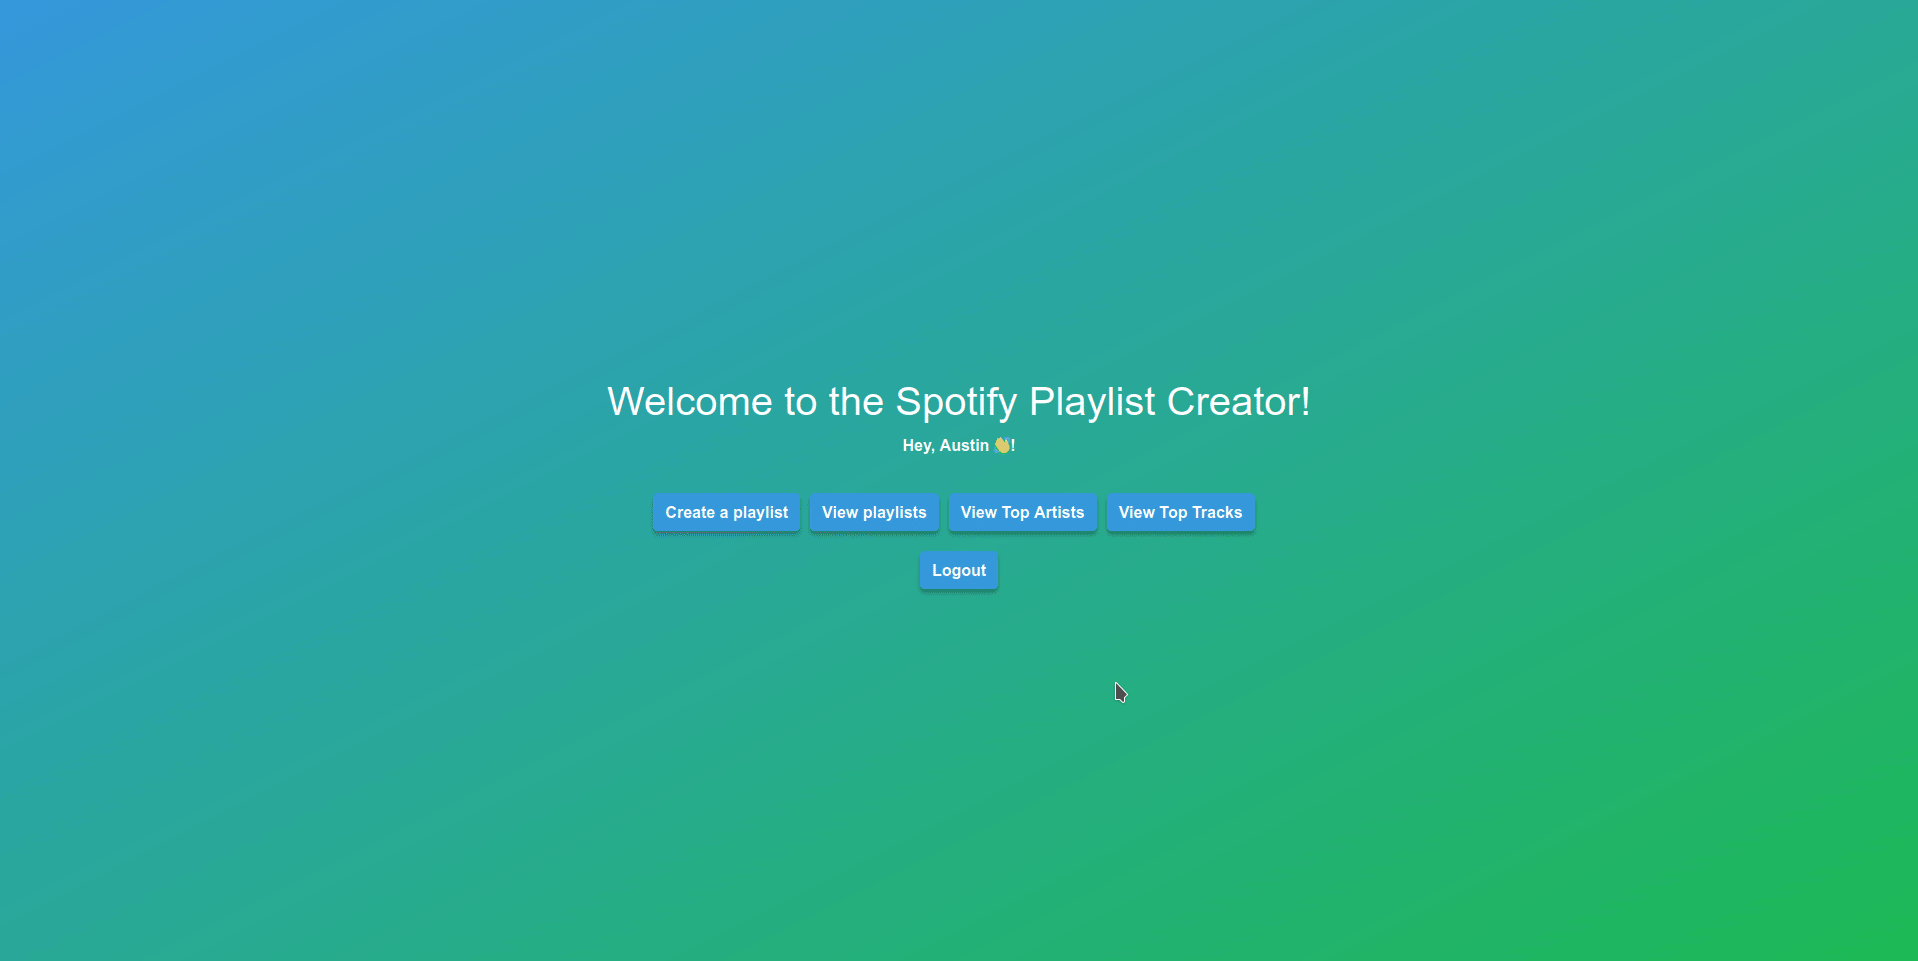 Welcome to the Spotify Playlist Creator!
Hey, Austin 👋!
Create a playlist View playlists View Top Artists View Top Tracks
Logout